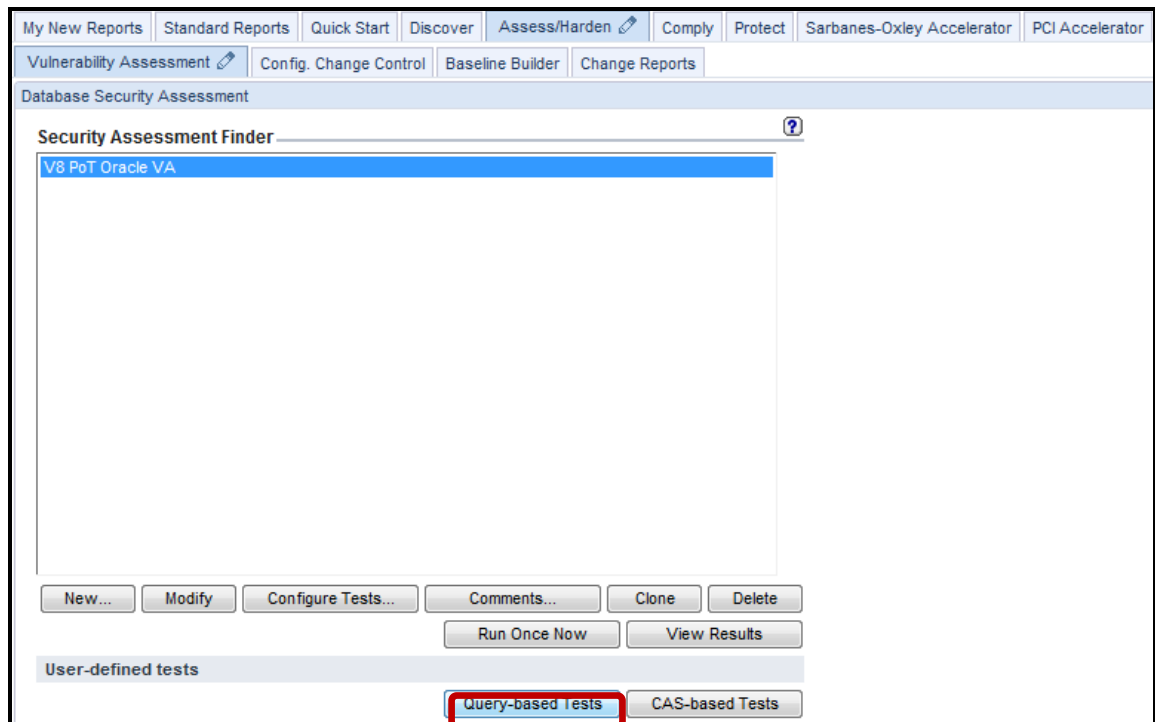 My New Reports Standard Reports Quick Start Discover Assess/Harden Comply Protect Sarbanes-Oxley Accelerator PCI Accelerator
Vulnerability Assessment Config. Change Control Baseline Builder Change Reports
Database Security Assessment
Security Assessment Finder ?
V8 PoT Oracle VA
New... Modify Configure Tests... Comments... Clone Delete
Run Once Now View Results
User-defined tests
Query-based Tests CAS-based Tests